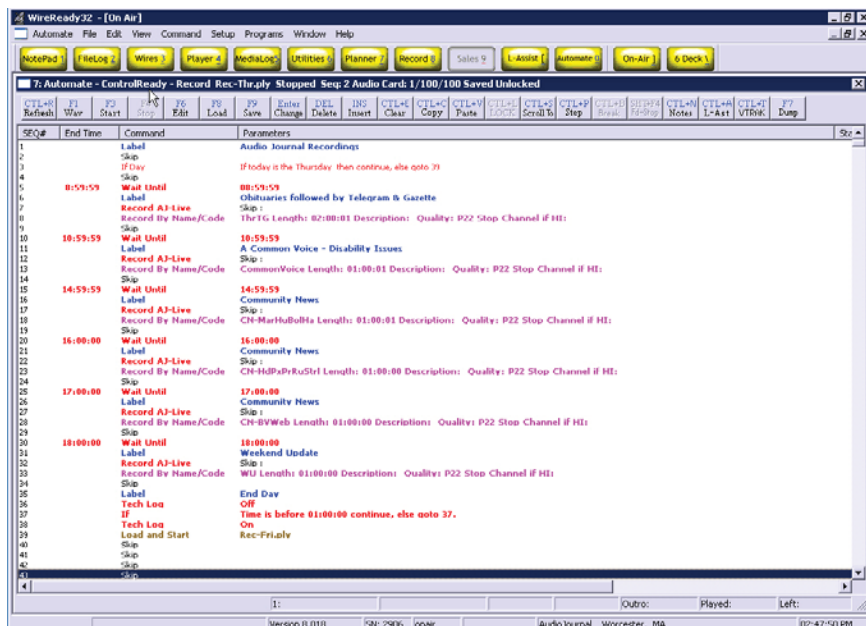 WireReady32 - [On Air]
Automate File Edit View Command Setup Programs Window Help
NotePad 1 FileLog 2 Wires 3 Player 4 MediaLog5 Utilities 6 Planner 7 Record 8 Sales 9 L-Assist [ Automate 0 On-Air ] 6 Deck \
7: Automate - ControlReady - Record Rec-Thr.ply Stopped Seq: 2 Audio Card: 1/100/100 Saved Unlocked
CTL+R F1 F3 F6 F8 F9 Enter DEL INS CTL+E CTL+C CTL+V CTL+L CTL+S CTL+P CTL+B SHF+F4 CTL+N CTL+A CTL+T F7
Refresh Wav Start Stop Edit Load Save Change Delete Insert Clear Copy Paste LOCK Scroll To Step Break Fd-Stop Notes L-Ast VTRAK Dump
SEQ# End Time Command Parameters Sta
1 Label Audio Journal Recordings
2 Skip
3 If Day If today is the Thursday then continue, else goto 39
4 Skip
5 8:59:59 Wait Until 08:59:59
6 Label Obituaries followed by Telegram & Gazette
7 Record AJ-Live Skip :
8 Record By Name/Code ThrTG Length: 02:00:01 Description: Quality: P22 Stop Channel if HI:
9 Skip
10 10:59:59 Wait Until 10:59:59
11 Label A Common Voice - Disability Issues
12 Record AJ-Live Skip :
13 Record By Name/Code CommonVoice Length: 01:00:01 Description: Quality: P22 Stop Channel if HI:
14 Skip
15 14:59:59 Wait Until 14:59:59
16 Label Community News
17 Record AJ-Live Skip :
18 Record By Name/Code CN-MarHuBolHa Length: 01:00:01 Description: Quality: P22 Stop Channel if HI:
19 Skip
20 16:00:00 Wait Until 16:00:00
21 Label Community News
22 Record AJ-Live Skip :
23 Record By Name/Code CN-HdPxPrRuStrl Length: 01:00:00 Description: Quality: P22 Stop Channel if HI:
24 Skip
25 17:00:00 Wait Until 17:00:00
26 Label Community News
27 Record AJ-Live Skip :
28 Record By Name/Code CN-BVWeb Length: 01:00:00 Description: Quality: P22 Stop Channel if HI:
29 Skip
30 18:00:00 Wait Until 18:00:00
31 Label Weekend Update
32 Record AJ-Live Skip :
33 Record By Name/Code WU Length: 01:00:00 Description: Quality: P22 Stop Channel if HI:
34 Skip
35 Label End Day
36 Tech Log Off
37 If Time is before 01:00:00 continue, else goto 37.
38 Tech Log On
39 Load and Start Rec-Fri.ply
40 Skip
41 Skip
42 Skip
43 Skip
1: Outro: Played: Left:
Version 8.018 SN: 2906 onair Audio Journal Worcester MA 02:47:50 PM